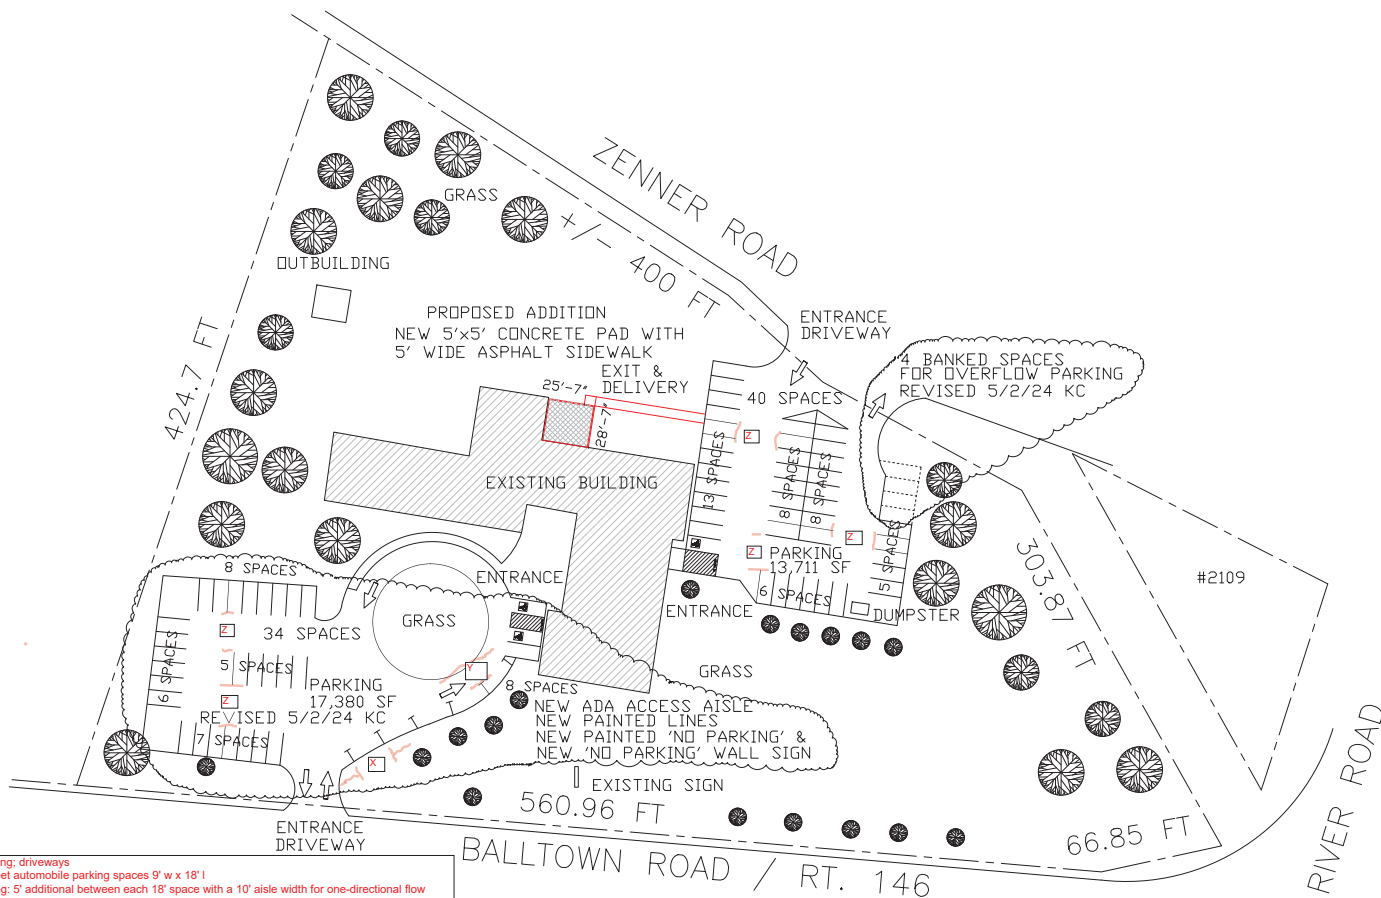 ZENNER ROAD
+/- 400 FT
GRASS
OUTBUILDING
424.7 FT
PROPOSED ADDITION
NEW 5'x5' CONCRETE PAD WITH
5' WIDE ASPHALT SIDEWALK
EXIT &
DELIVERY
25'-7"
28'-7"
ENTRANCE
DRIVEWAY
4 BANKED SPACES
FOR OVERFLOW PARKING
REVISED 5/2/24 KC
40 SPACES
Z
13 SPACES
8 SPACES
8 SPACES
EXISTING BUILDING
Z
Z
PARKING
13,711 SF
5 SPACES
6 SPACES
DUMPSTER
ENTRANCE
303.87 FT
#2109
8 SPACES
ENTRANCE
GRASS
Z
34 SPACES
6 SPACES
5 SPACES
Y
GRASS
PARKING
17,380 SF
Z
REVISED 5/2/24 KC
7 SPACES
8 SPACES
NEW ADA ACCESS AISLE
NEW PAINTED LINES
NEW PAINTED 'NO PARKING' &
NEW 'NO PARKING' WALL SIGN
X
EXISTING SIGN
560.96 FT
66.85 FT
ENTRANCE
DRIVEWAY
BALLTOWN ROAD / RT. 146
RIVER ROAD
ng; driveways
et automobile parking spaces 9' w x 18' l
g: 5' additional between each 18' space with a 10' aisle width for one-directional flow